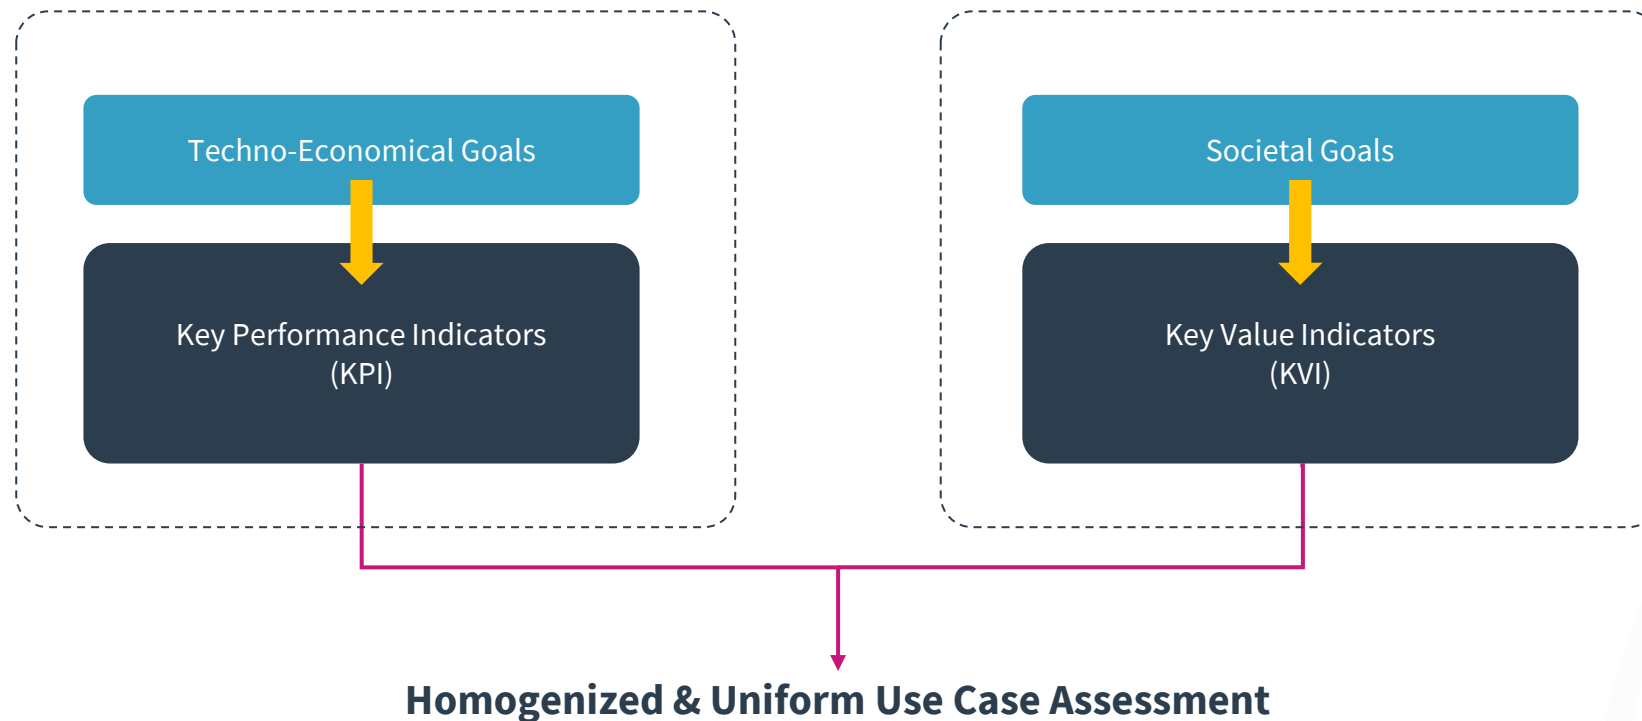 Techno-Economical Goals
Societal Goals
Key Performance Indicators
(KPI)
Key Value Indicators
(KVI)
Homogenized & Uniform Use Case Assessment